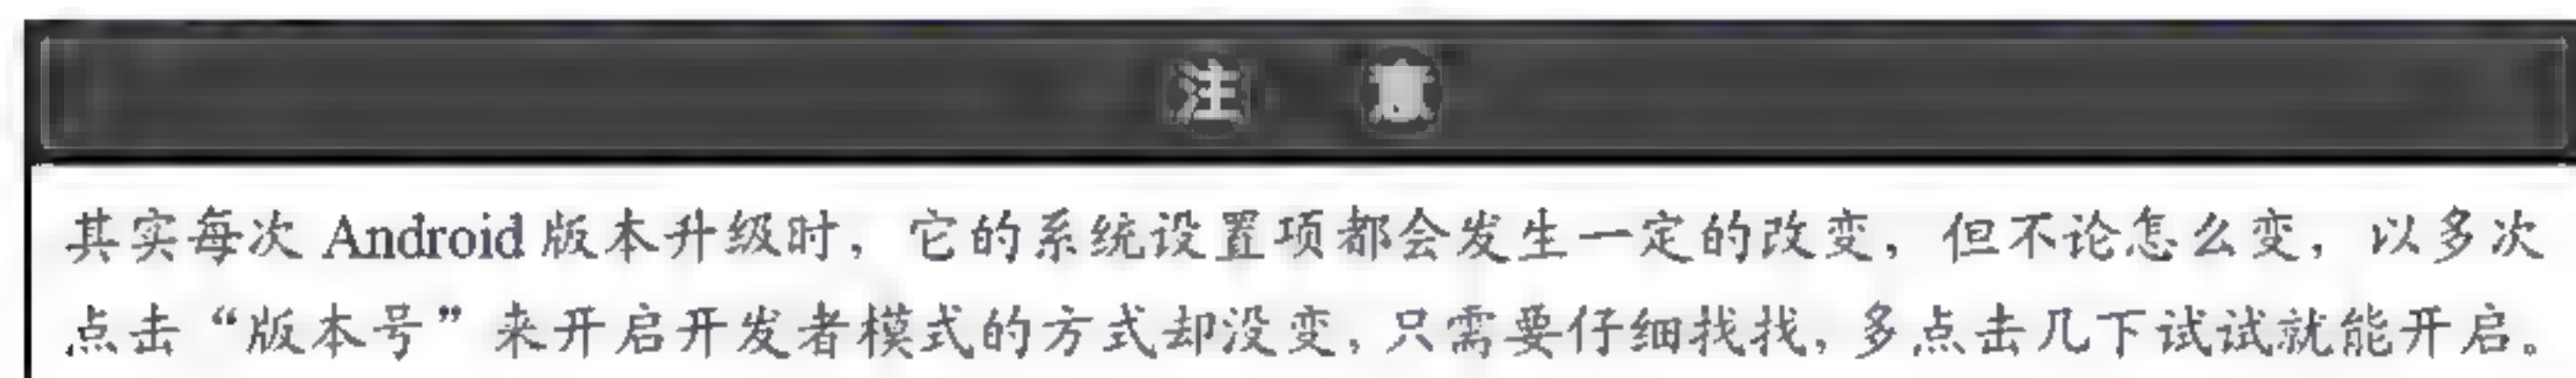 注 意
其实每次 Android 版本升级时，它的系统设置项都会发生一定的改变，但不论怎么变，以多次
点击“版本号”来开启开发者模式的方式却没变，只需要仔细找找，多点击几下试试就能开启。